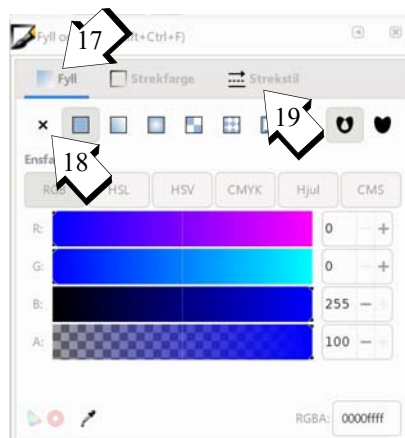 Fyll o 17 t+Ctrl+F)
Fyll Strekfarge Strekstil
19
Ensfa 18
RGB HSL HSV CMYK Hjul CMS
R: 0 − +
G: 0 − +
B: 255 − +
A: 100 − +
RGBA: 0000ffff